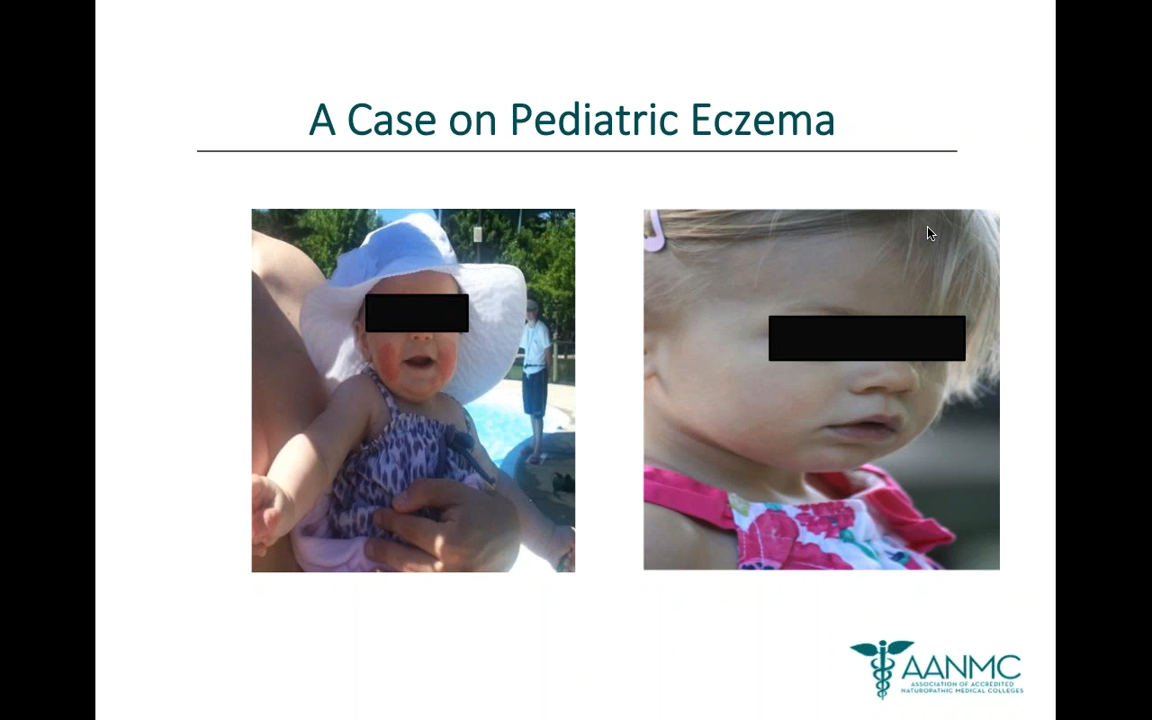 A Case on Pediatric Eczema
AANMC
ASSOCIATION OF ACCREDITED
NATUROPATHIC MEDICAL COLLEGES